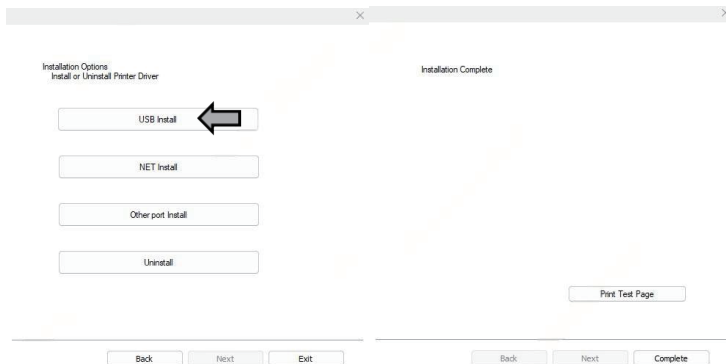 Installation Options
Install or Uninstall Printer Driver
USB Install
NET Install
Other port Install
Uninstall
Back Next Exit
Installation Complete
Print Test Page
Back Next Complete